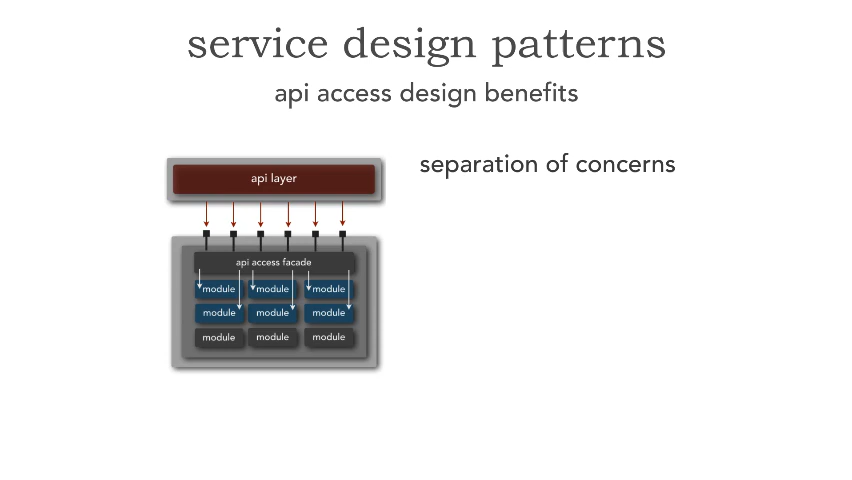 service design patterns
api access design benefits
separation of concerns
api layer
api access facade
module module module
module module module
module module module